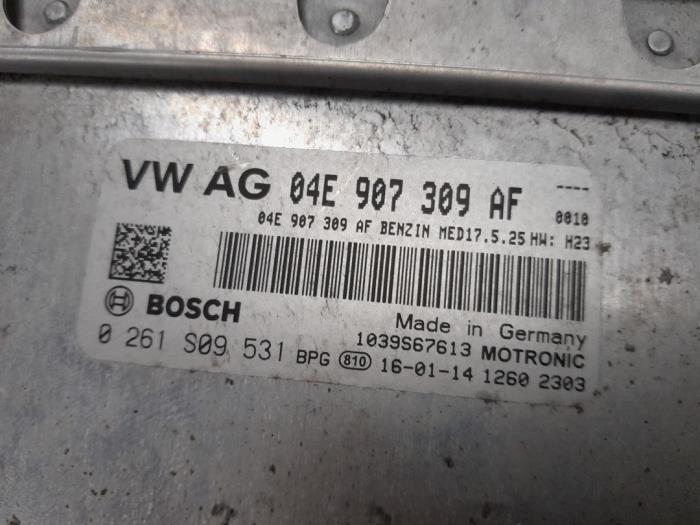 VW AG 04E 907 309 AF ----
0010
04E 907 309 AF BENZIN MED17.5.25 HW: H23
BOSCH
Made in Germany
1039S67613 MOTRONIC
0 261 S09 531 BPG 810 16-01-14 1260 2303